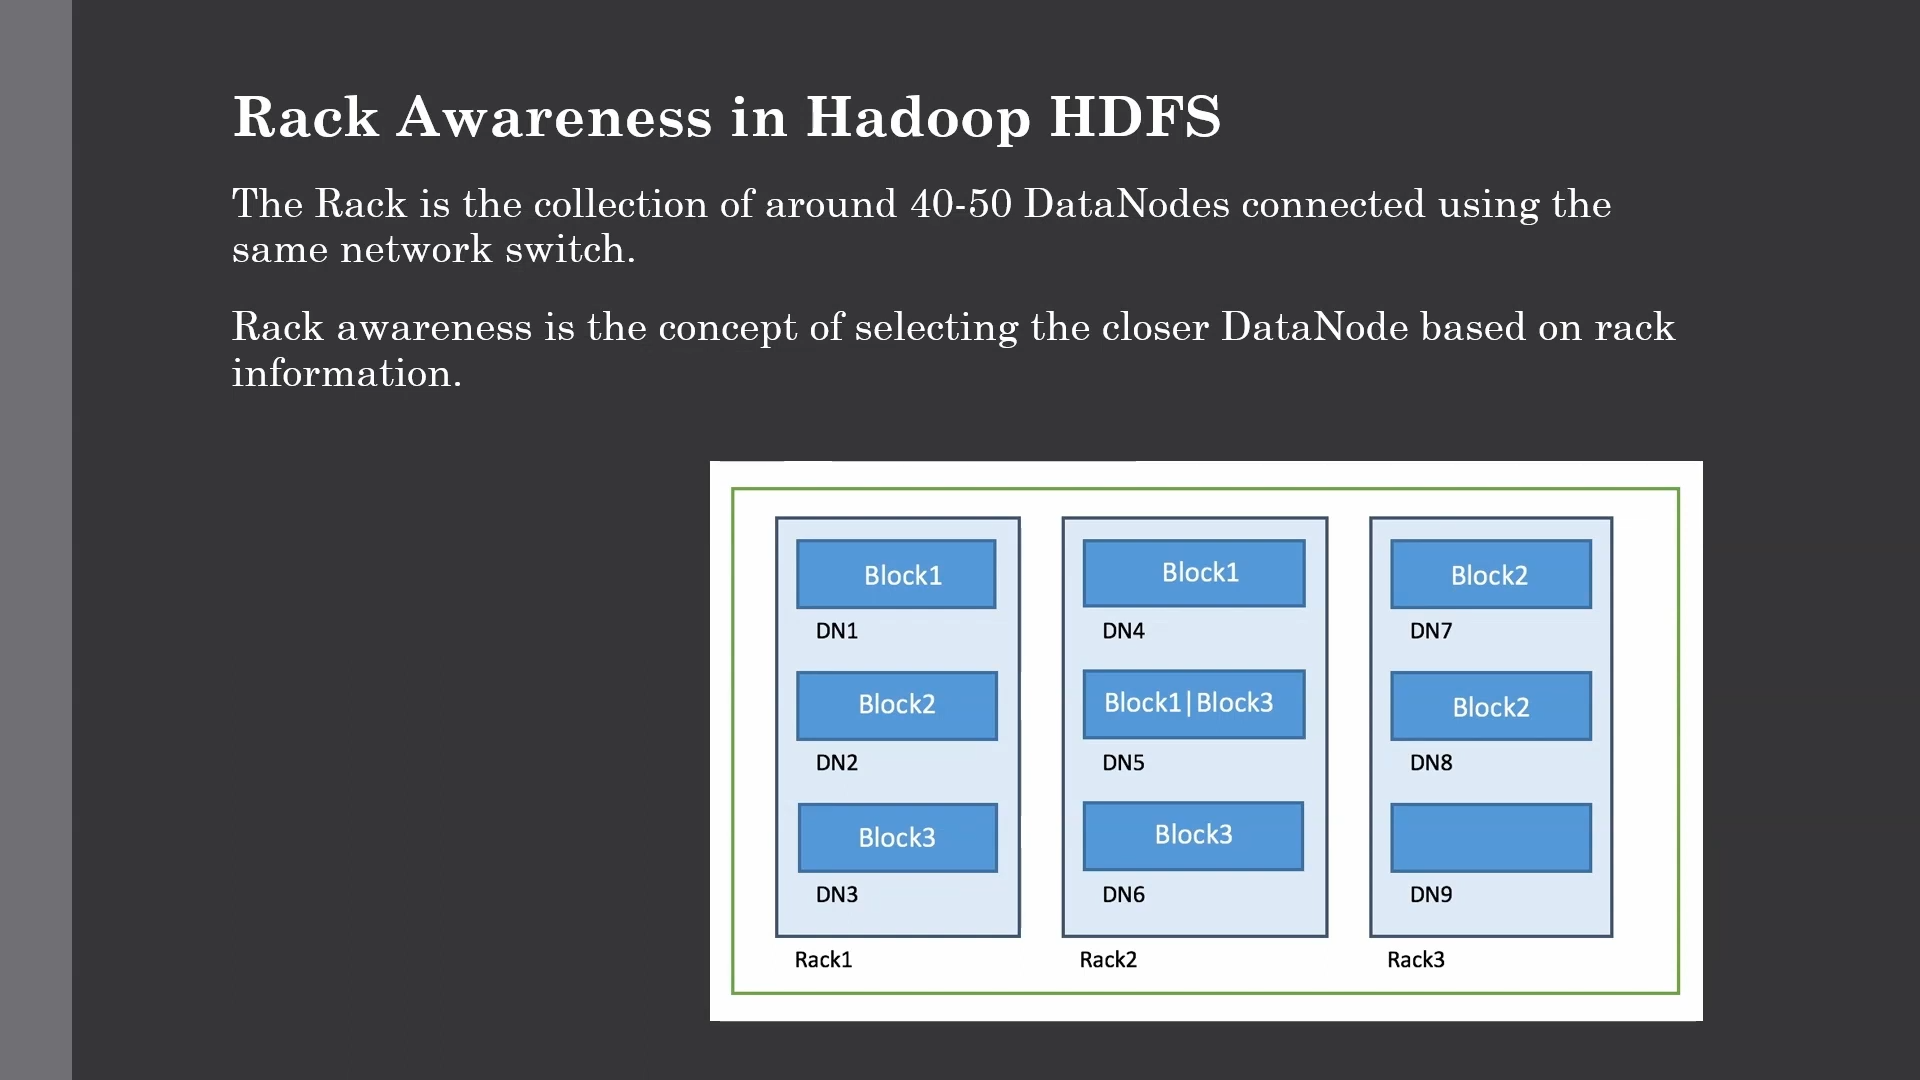 Rack Awareness in Hadoop HDFS
The Rack is the collection of around 40-50 DataNodes connected using the
same network switch.
Rack awareness is the concept of selecting the closer DataNode based on rack
information.
Block1
DN1
Block2
DN2
Block3
DN3
Rack1
Block1
DN4
Block1|Block3
DN5
Block3
DN6
Rack2
Block2
DN7
Block2
DN8
DN9
Rack3